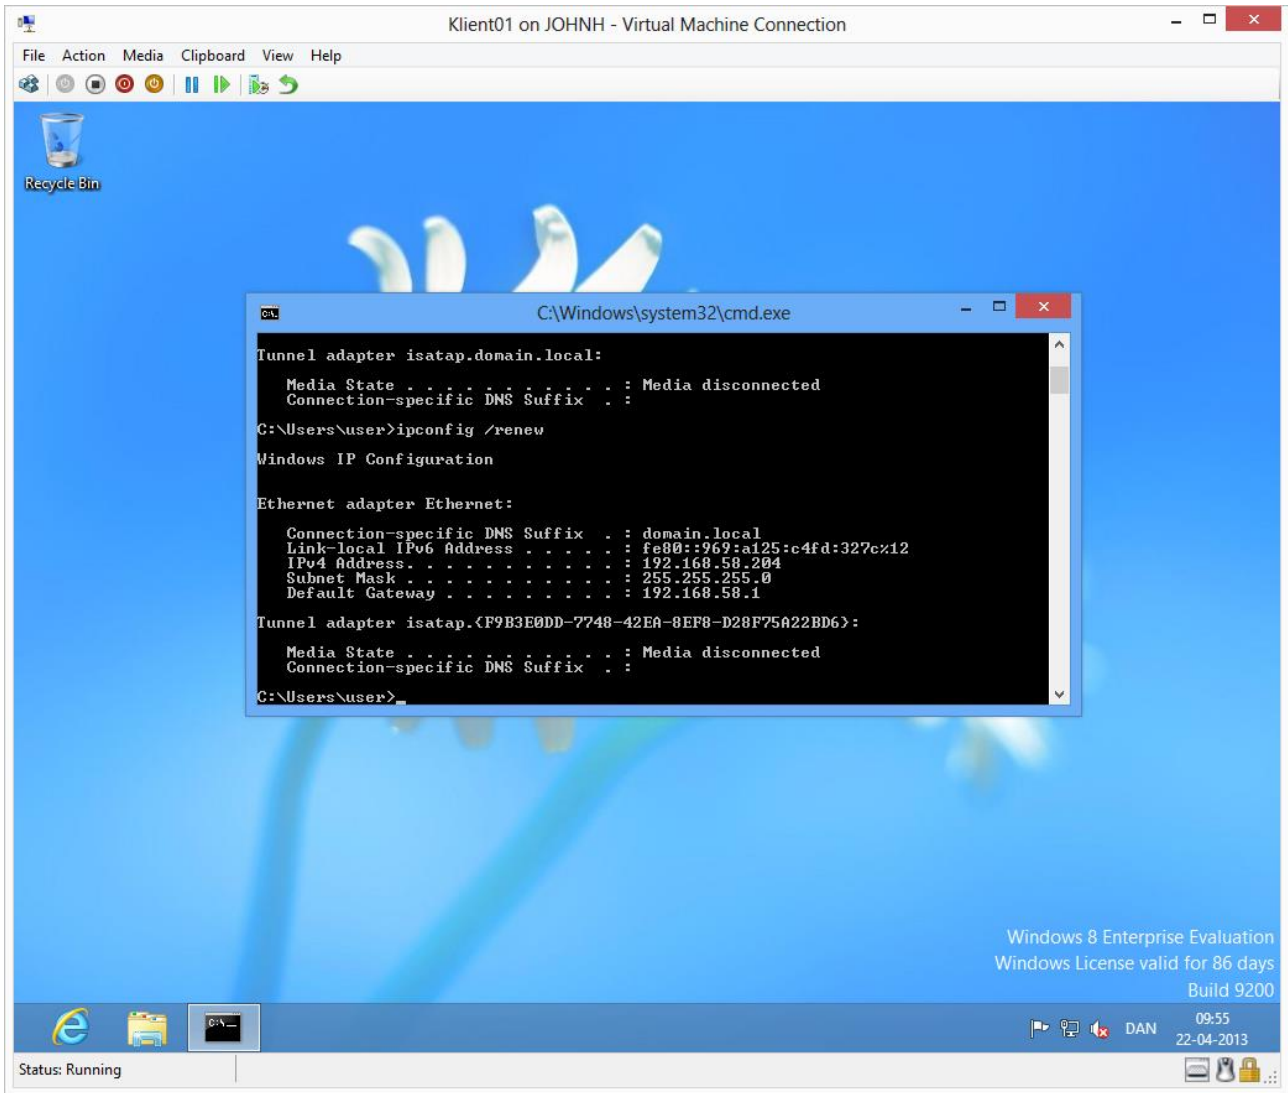 Klient01 on JOHNH - Virtual Machine Connection
File Action Media Clipboard View Help
Recycle Bin
C:\Windows\system32\cmd.exe
Tunnel adapter isatap.domain.local:
Media State . . . . . . . . . . . : Media disconnected
Connection-specific DNS Suffix . :
C:\Users\user>ipconfig /renew
Windows IP Configuration
Ethernet adapter Ethernet:
Connection-specific DNS Suffix . : domain.local
Link-local IPv6 Address . . . . . : fe80::969:a125:c4fd:327c%12
IPv4 Address. . . . . . . . . . . : 192.168.58.204
Subnet Mask . . . . . . . . . . . : 255.255.255.0
Default Gateway . . . . . . . . . : 192.168.58.1
Tunnel adapter isatap.{F9B3E0DD-7748-42EA-8EF8-D28F75A22BD6}:
Media State . . . . . . . . . . . : Media disconnected
Connection-specific DNS Suffix . :
C:\Users\user>_
Windows 8 Enterprise Evaluation
Windows License valid for 86 days
Build 9200
DAN
09:55
22-04-2013
Status: Running